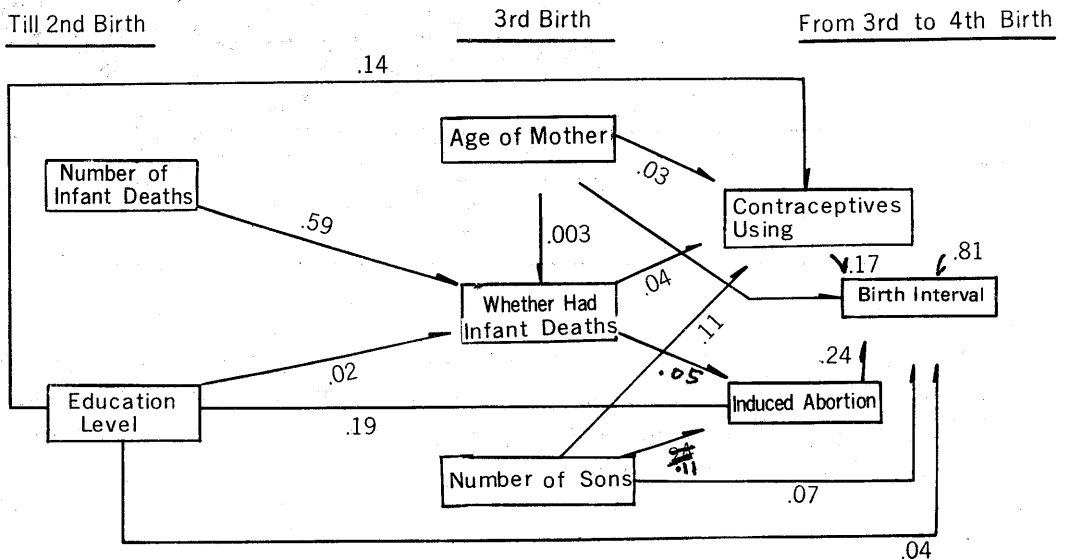 Till 2nd Birth
3rd Birth
From 3rd to 4th Birth
.14
Age of Mother
.03
Number of
Infant Deaths
Contraceptives
Using
.59
.003
.04
.17
.81
Whether Had
Infant Deaths
Birth Interval
.11
.02
.05
.24
Education
Level
Induced Abortion
.19
.11
Number of Sons
.07
.04